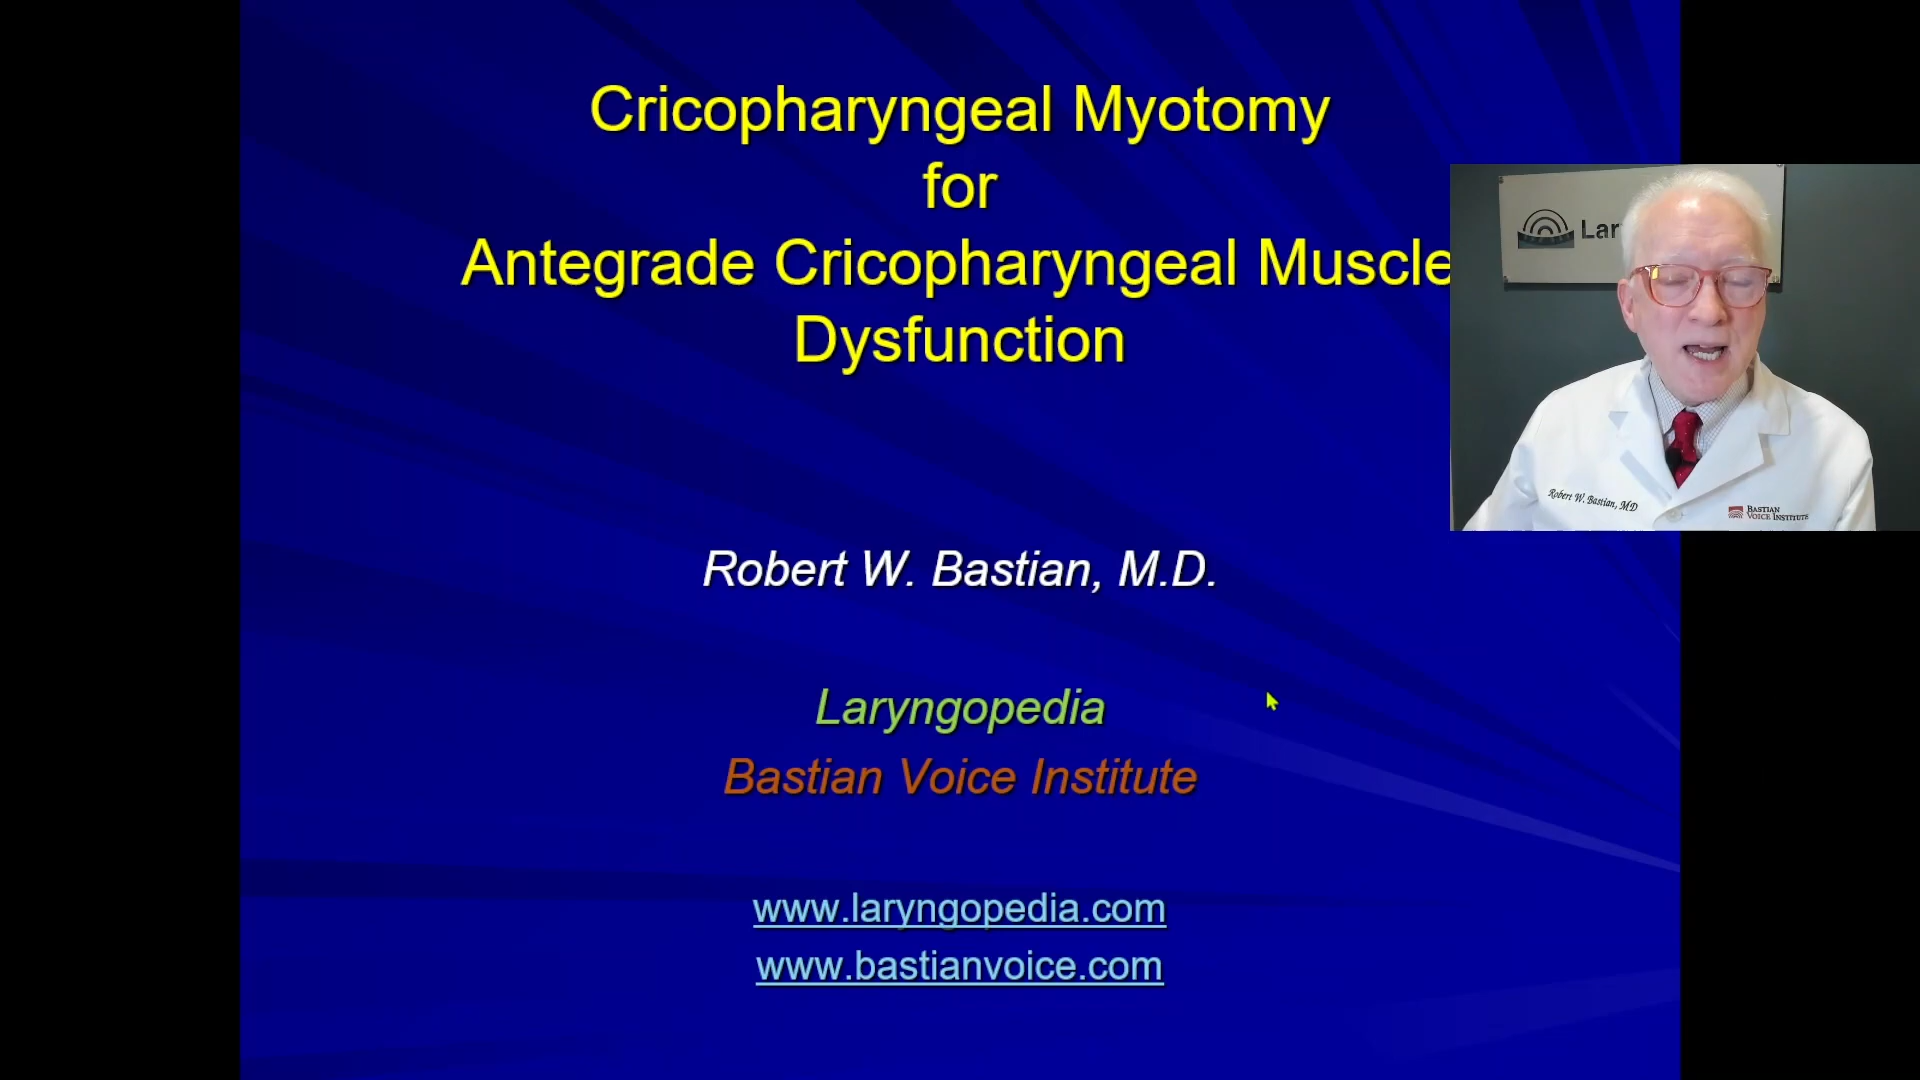 Cricopharyngeal Myotomy
for
Antegrade Cricopharyngeal Muscle
Dysfunction
Lar
Robert W. Bastian, MD
BASTIAN
VOICE INSTITUTE
Robert W. Bastian, M.D.
Laryngopedia
Bastian Voice Institute
www.laryngopedia.com
www.bastianvoice.com